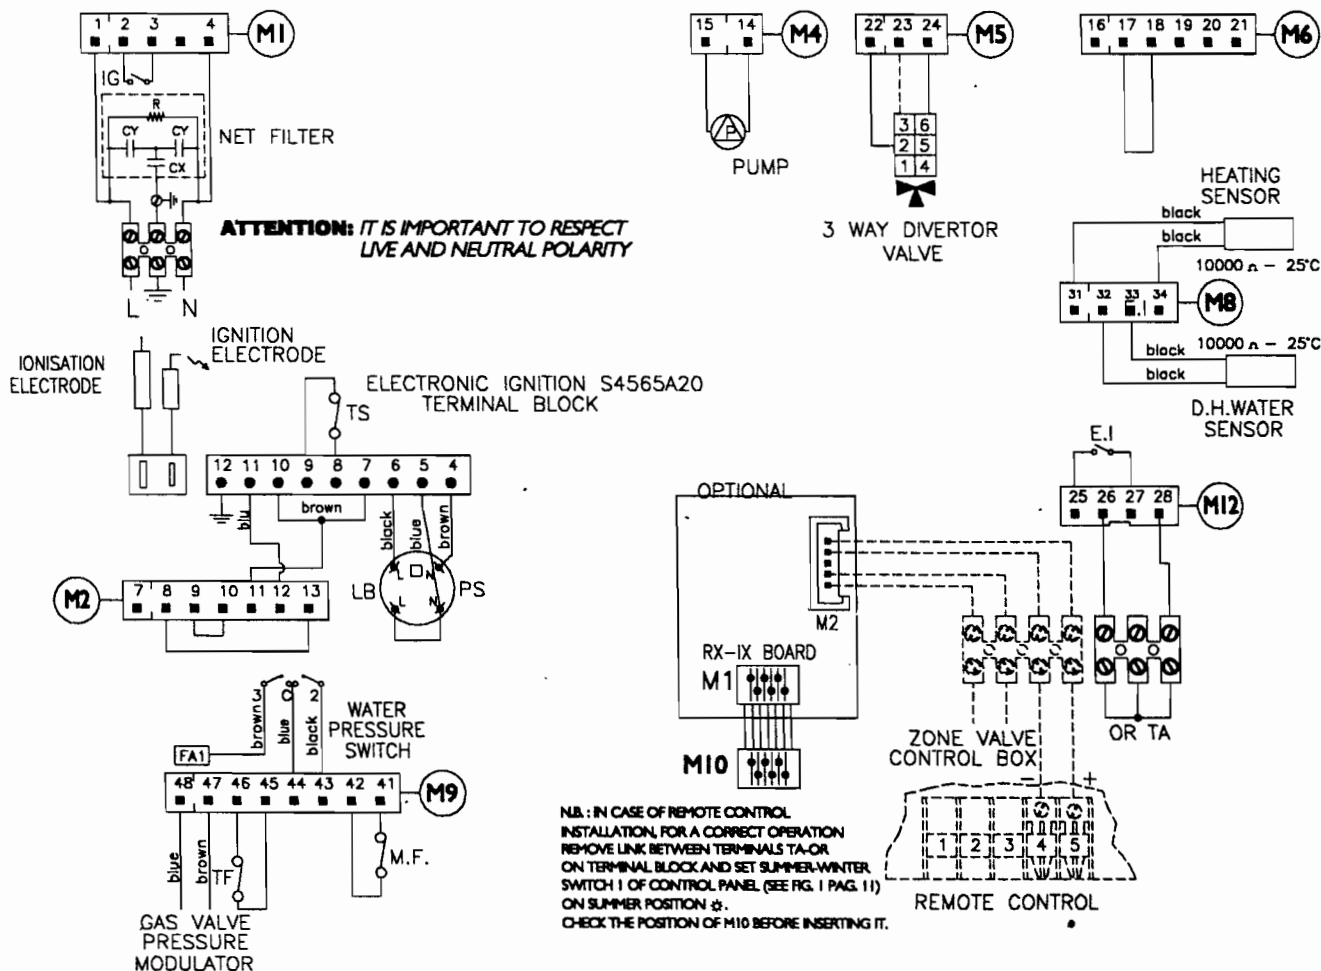 1 2 3 4 M1
IG
R
CY CY
CX
NET FILTER
ATTENTION: IT IS IMPORTANT TO RESPECT
LIVE AND NEUTRAL POLARITY
L N
15 14 M4
P
PUMP
22 23 24 M5
3 6
2 5
1 4
3 WAY DIVERTOR
VALVE
16 17 18 19 20 21 M6
HEATING
SENSOR
black
black
10000 Ω - 25°C
31 32 33 34 M8
10000 Ω - 25°C
black
black
D.H.WATER
SENSOR
IONISATION
ELECTRODE
IGNITION
ELECTRODE
ELECTRONIC IGNITION S4565A20
TERMINAL BLOCK
TS
12 11 10 9 8 7 6 5 4
blu
brown
black
blue
brown
L N
LB PS
L N
M2 7 8 9 10 11 12 13
E.I
25 26 27 28 M12
OPTIONAL
M2
RX-IX BOARD
M1
M10
ZONE VALVE
CONTROL BOX
OR TA
- +
1 2 3 4 5
REMOTE CONTROL
3 0 2
brown
blue
black
WATER
PRESSURE
SWITCH
FA1
48 47 46 45 44 43 42 41 M9
blue
brown
TF
M.F.
GAS VALVE
PRESSURE
MODULATOR
N.B. : IN CASE OF REMOTE CONTROL
INSTALLATION, FOR A CORRECT OPERATION
REMOVE LINK BETWEEN TERMINALS TA-OR
ON TERMINAL BLOCK AND SET SUMMER-WINTER
SWITCH 1 OF CONTROL PANEL (SEE FIG. 1 PAG. 11)
ON SUMMER POSITION ☼.
CHECK THE POSITION OF M10 BEFORE INSERTING IT.